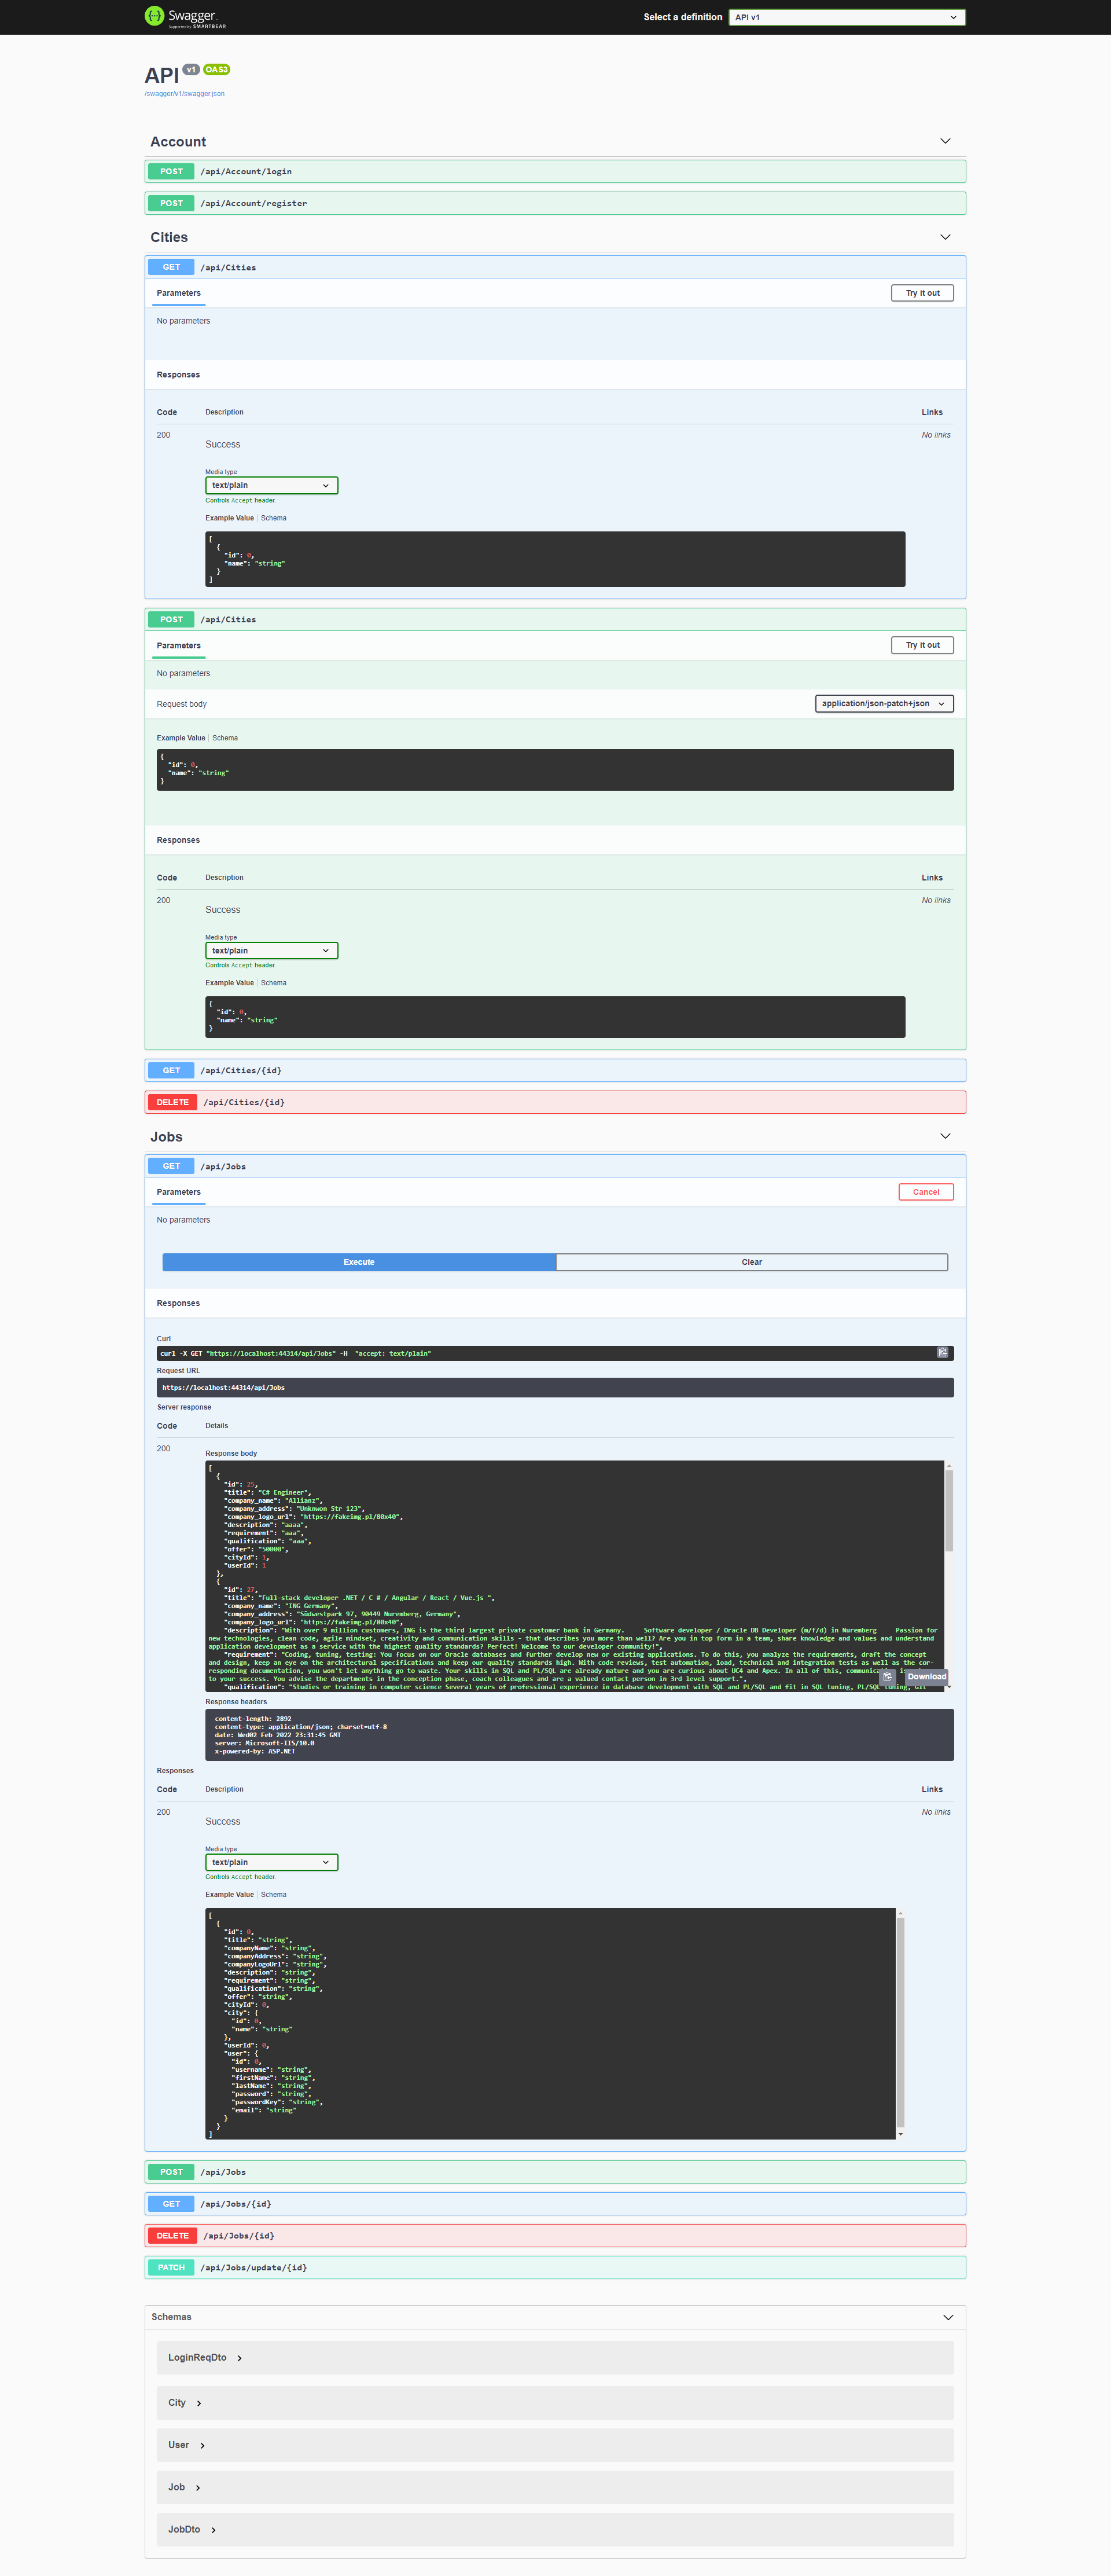 Swagger.
Supported by SMARTBEAR
Select a definition
API v1
API v1 OAS3
/swagger/v1/swagger.json
Account
POST /api/Account/login
POST /api/Account/register
Cities
GET /api/Cities
Parameters
Try it out
No parameters
Responses
Code Description Links
200 Success No links
Media type
text/plain
Controls Accept header.
Example Value | Schema
[
  {
    "id": 0,
    "name": "string"
  }
]
POST /api/Cities
Parameters
Try it out
No parameters
Request body
application/json-patch+json
Example Value | Schema
{
  "id": 0,
  "name": "string"
}
Responses
Code Description Links
200 Success No links
Media type
text/plain
Controls Accept header.
Example Value | Schema
{
  "id": 0,
  "name": "string"
}
GET /api/Cities/{id}
DELETE /api/Cities/{id}
Jobs
GET /api/Jobs
Parameters
Cancel
No parameters
Execute
Clear
Responses
Curl
curl -X GET "https://localhost:44314/api/Jobs" -H  "accept: text/plain"
Request URL
https://localhost:44314/api/Jobs
Server response
Code Details
200
Response body
[
  {
    "id": 25,
    "title": "C# Engineer",
    "company_name": "Allianz",
    "company_address": "Unknwon Str 123",
    "company_logo_url": "https://fakeimg.pl/80x40",
    "description": "aaaa",
    "requirement": "aaa",
    "qualification": "aaa",
    "offer": "50000",
    "cityId": 1,
    "userId": 1
  },
  {
    "id": 27,
    "title": "Full-stack developer .NET / C # / Angular / React / Vue.js ",
    "company_name": "ING Germany",
    "company_address": "Südwestpark 97, 90449 Nuremberg, Germany",
    "company_logo_url": "https://fakeimg.pl/80x40",
    "description": "With over 9 million customers, ING is the third largest private customer bank in Germany.     Software developer / Oracle DB Developer (m/f/d) in Nuremberg     Passion for
new technologies, clean code, agile mindset, creativity and communication skills - that describes you more than well? Are you in top form in a team, share knowledge and values and understand
application development as a service with the highest quality standards? Perfect! Welcome to our developer community!",
    "requirement": "Coding, tuning, testing: You focus on our Oracle databases and further develop new or existing applications. To do this, you analyze the requirements, draft the concept
and design, keep an eye on the architectural specifications and keep our quality standards high. With code reviews, test automation, load, technical and integration tests as well as the cor-
responding documentation, you won't let anything go to waste. Your skills in SQL and PL/SQL are already mature and you are curious about UC4 and Apex. In all of this, communication is
to your success. You advise the departments in the conception phase, coach colleagues and are a valued contact person in 3rd level support.",
    "qualification": "Studies or training in computer science Several years of professional experience in database development with SQL and PL/SQL and fit in SQL tuning, PL/SQL tuning, Git
Download
Response headers
content-length: 2892
content-type: application/json; charset=utf-8
date: Wed02 Feb 2022 23:31:45 GMT
server: Microsoft-IIS/10.0
x-powered-by: ASP.NET
Responses
Code Description Links
200 Success No links
Media type
text/plain
Controls Accept header.
Example Value | Schema
[
  {
    "id": 0,
    "title": "string",
    "companyName": "string",
    "companyAddress": "string",
    "companyLogoUrl": "string",
    "description": "string",
    "requirement": "string",
    "qualification": "string",
    "offer": "string",
    "cityId": 0,
    "city": {
      "id": 0,
      "name": "string"
    },
    "userId": 0,
    "user": {
      "id": 0,
      "username": "string",
      "firstName": "string",
      "lastName": "string",
      "password": "string",
      "passwordKey": "string",
      "email": "string"
    }
  }
]
POST /api/Jobs
GET /api/Jobs/{id}
DELETE /api/Jobs/{id}
PATCH /api/Jobs/update/{id}
Schemas
LoginReqDto
City
User
Job
JobDto